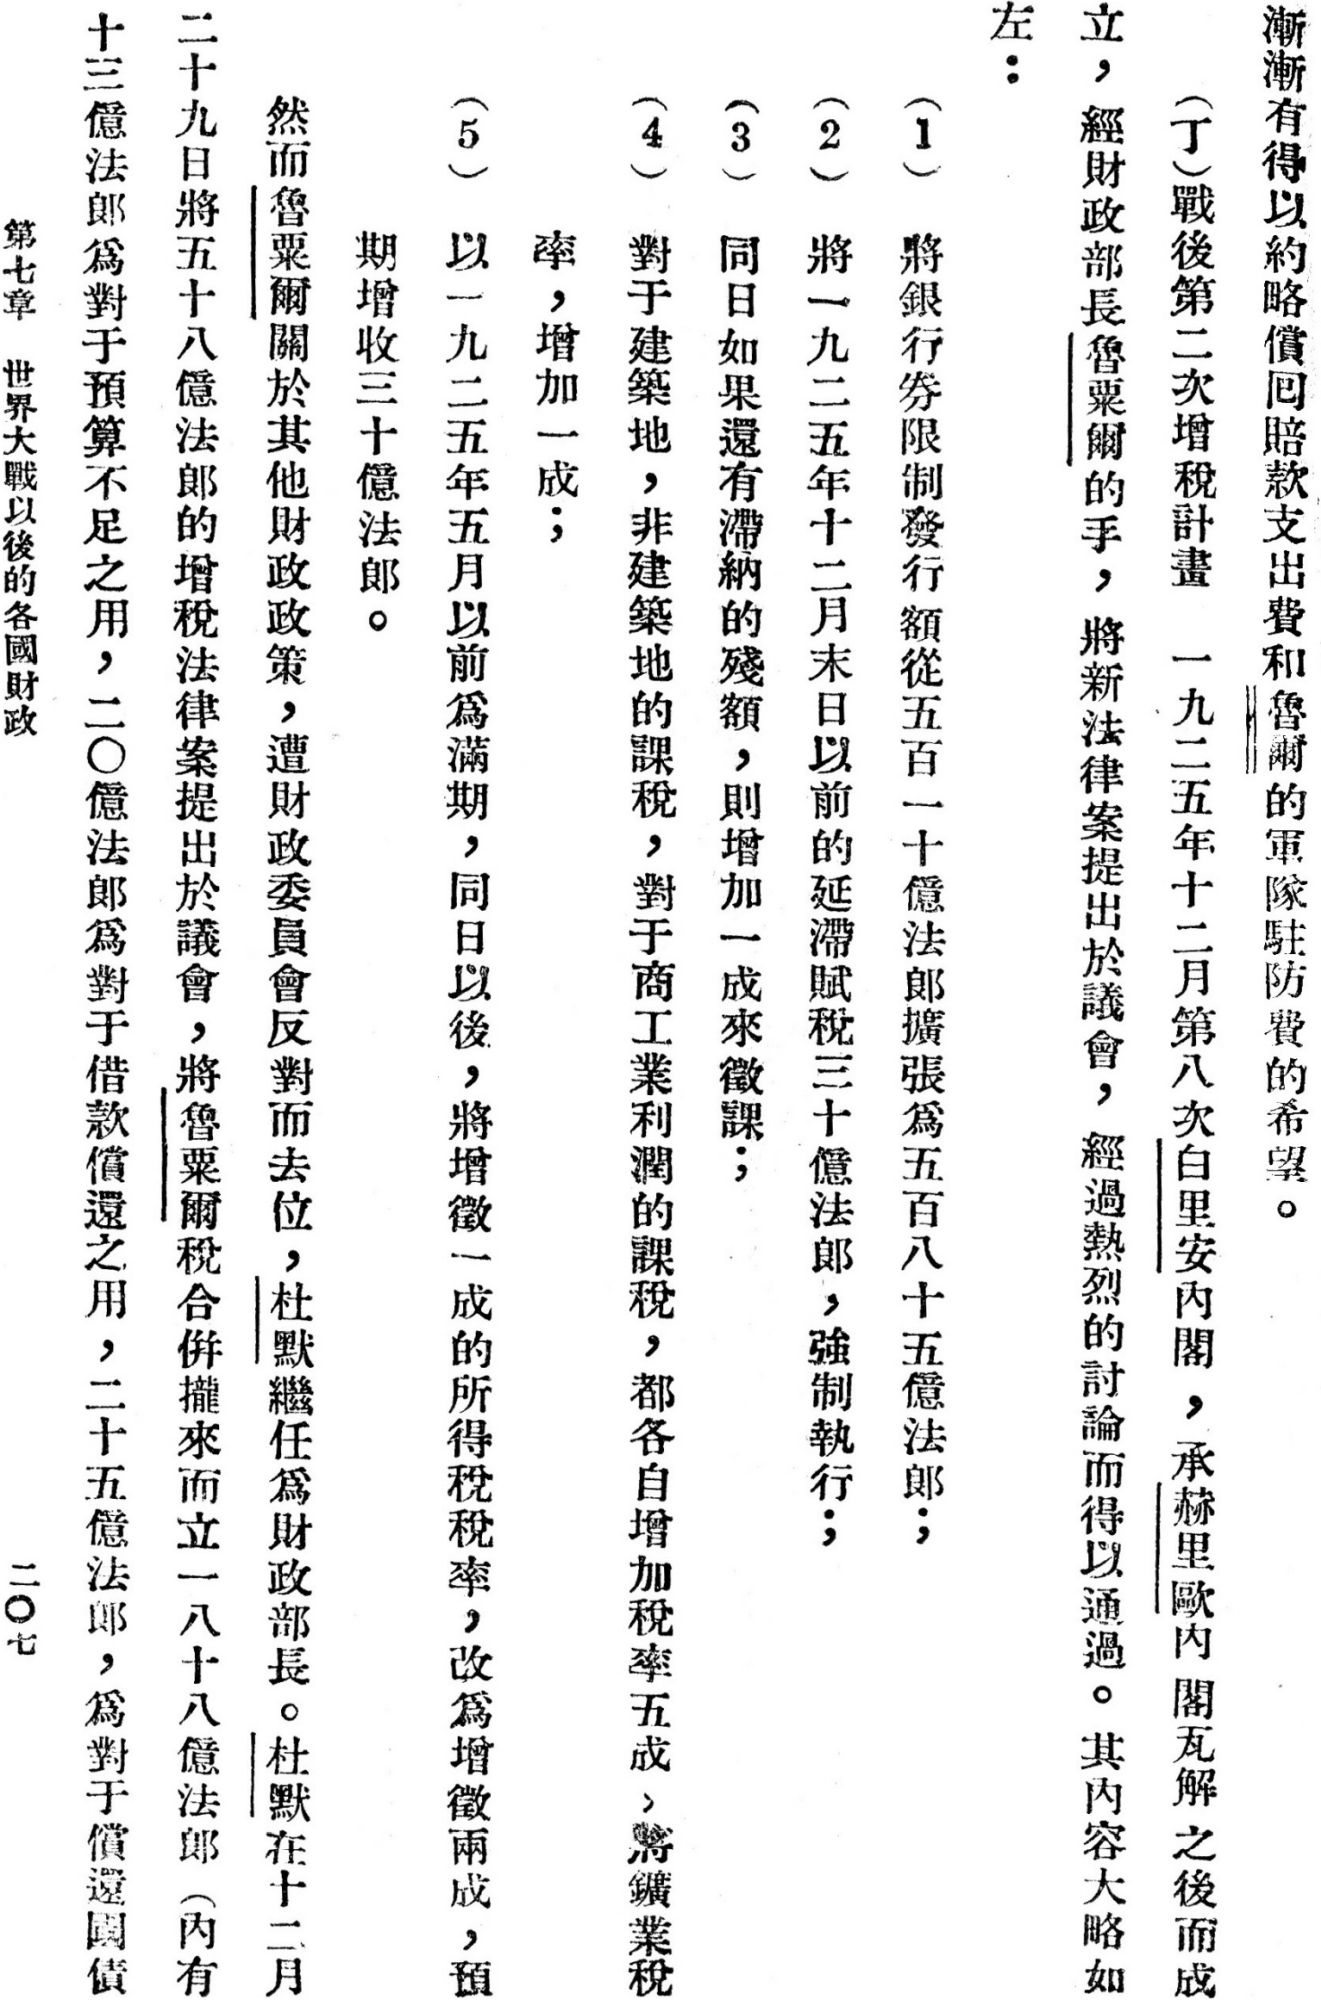 漸漸有得以約略償囘賠款支出費和魯爾的軍隊駐防費的希望。
（丁）戰後第二次增稅計畫　一九二五年十二月第八次白里安內閣，承赫里歐內閣瓦解之後而成
立，經財政部長魯粟爾的手，將新法律案提出於議會，經過熱烈的討論而得以通過。其內容大略如
左：
（1）　將銀行券限制發行額從五百一十億法郎擴張爲五百八十五億法郎；
（2）　將一九二五年十二月末日以前的延滯賦稅三十億法郎，強制執行；
（3）　同日如果還有滯納的殘額，則增加一成來徵課；
（4）　對于建築地，非建築地的課稅，對于商工業利潤的課稅，都各自增加稅率五成、將鑛業稅
率，增加一成；
（5）　以一九二五年五月以前爲滿期，同日以後，將增徵一成的所得稅稅率，改爲增徵兩成，預
期增收三十億法郎。
然而魯粟爾關於其他財政政策，遭財政委員會反對而去位，杜默繼任爲財政部長。杜默在十二月
二十九日將五十八億法郎的增稅法律案提出於議會，將魯粟爾稅合併攏來而立一八十八億法郎（內有
十三億法郎爲對于預算不足之用，二〇億法郎爲對于借款償還之用，二十五億法郎，爲對于償還國債
第七章　世界大戰以後的各國財政　二〇七